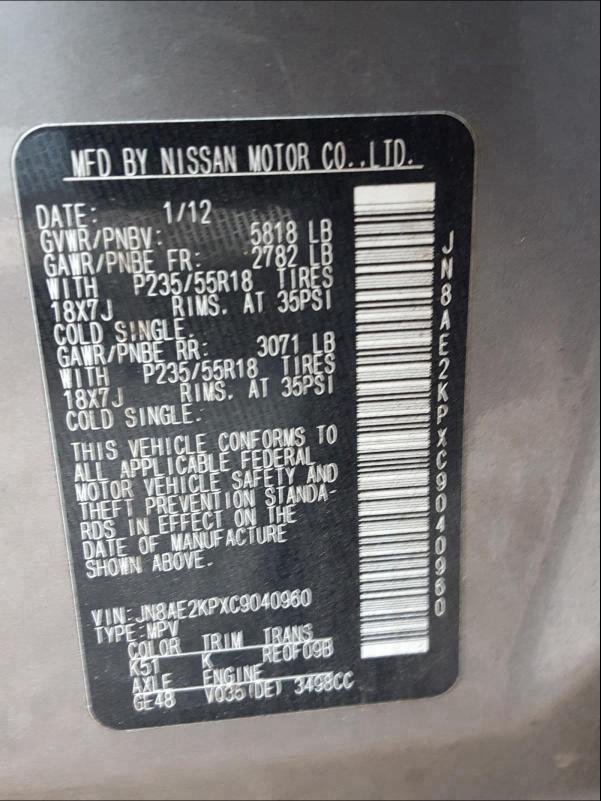 MFD BY NISSAN MOTOR CO.,LTD.
DATE: 1/12
GVWR/PNBV: 5818 LB
GAWR/PNBE FR: 2782 LB
WITH P235/55R18 TIRES
18X7J RIMS. AT 35PSI
COLD SINGLE.
GAWR/PNBE RR: 3071 LB
WITH P235/55R18 TIRES
18X7J RIMS. AT 35PSI
COLD SINGLE.
THIS VEHICLE CONFORMS TO
ALL APPLICABLE FEDERAL
MOTOR VEHICLE SAFETY AND
THEFT PREVENTION STANDA-
RDS IN EFFECT ON THE
DATE OF MANUFACTURE
SHOWN ABOVE.
VIN:JN8AE2KPXC9040960
TYPE:MPV
COLOR TRIM TRANS
K51 K RE0F09B
AXLE ENGINE
GE48 VQ35(DE) 3498CC
JN8AE2KPXC9040960